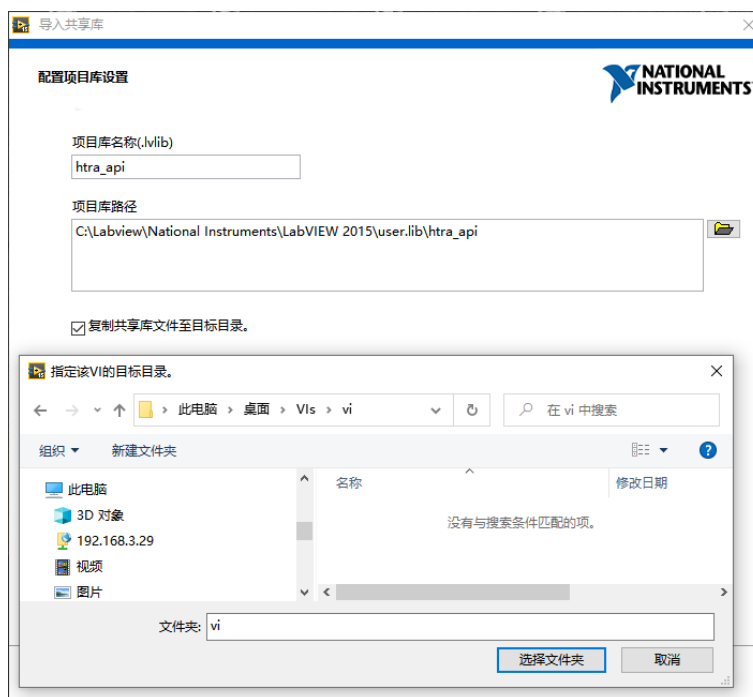 导入共享库
配置项目库设置
NATIONAL
INSTRUMENTS
项目库名称(.lvlib)
htra_api
项目库路径
C:\Labview\National Instruments\LabVIEW 2015\user.lib\htra_api
复制共享库文件至目标目录。
指定该VI的目标目录。
此电脑 › 桌面 › VIs › vi
在 vi 中搜索
组织 新建文件夹
此电脑
3D 对象
192.168.3.29
视频
图片
名称 修改日期
没有与搜索条件匹配的项。
文件夹: vi
选择文件夹 取消